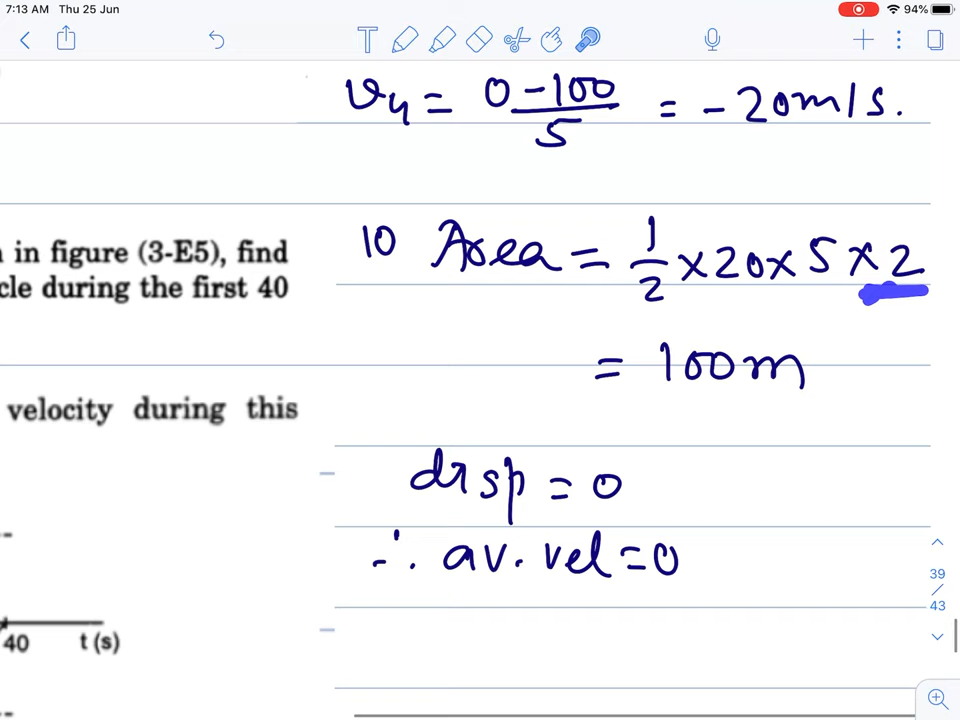 7:13 AM Thu 25 Jun
94%
T
v₄ = 0 - 100 / 5 = - 20 m/s.
in figure (3-E5), find
cle during the first 40
velocity during this
40 t (s)
10 Area = 1/2 × 20 × 5 × 2
= 100 m
disp = 0
∴ av. vel = 0
39
/
43